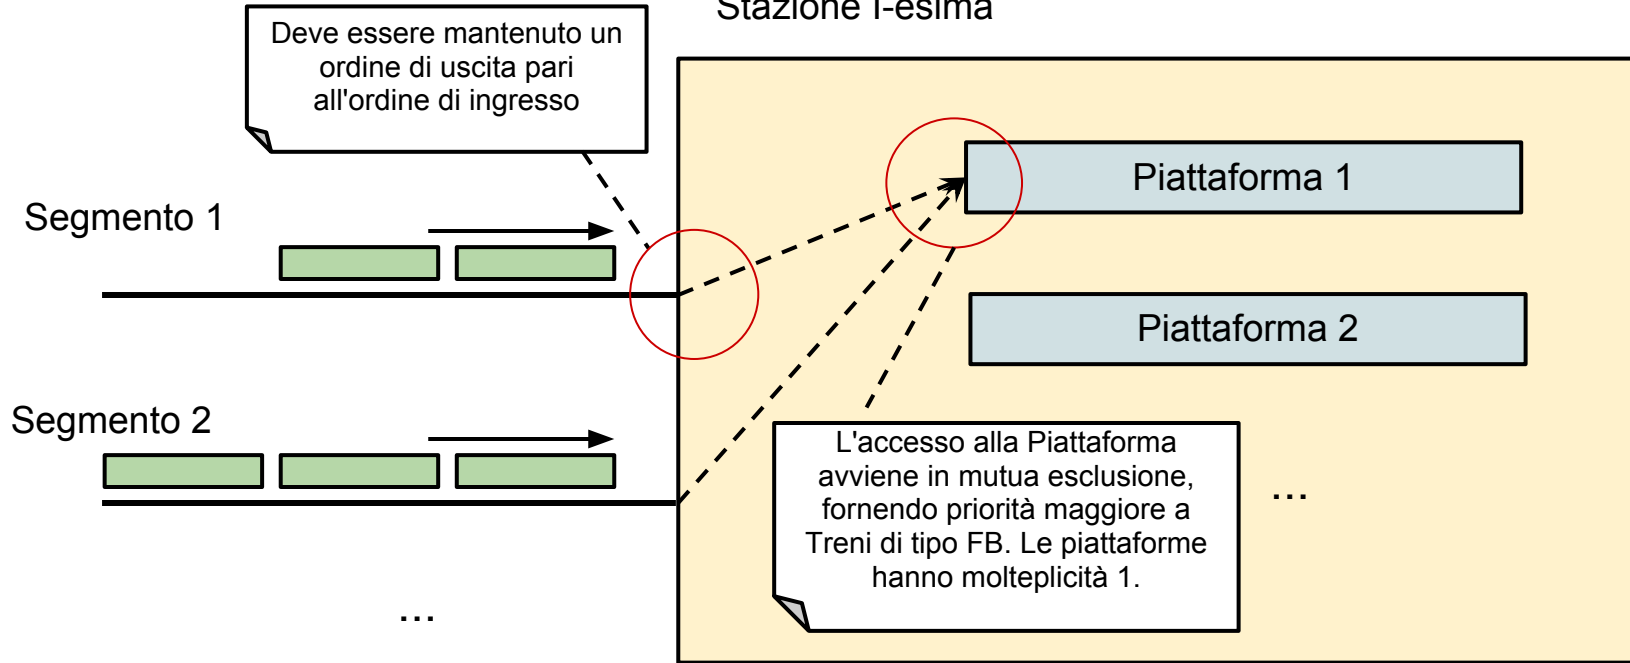 Stazione I-esima
Deve essere mantenuto un
ordine di uscita pari
all'ordine di ingresso
Segmento 1
Piattaforma 1
Piattaforma 2
Segmento 2
L'accesso alla Piattaforma
avviene in mutua esclusione,
fornendo priorità maggiore a
Treni di tipo FB. Le piattaforme
hanno molteplicità 1.
...
...